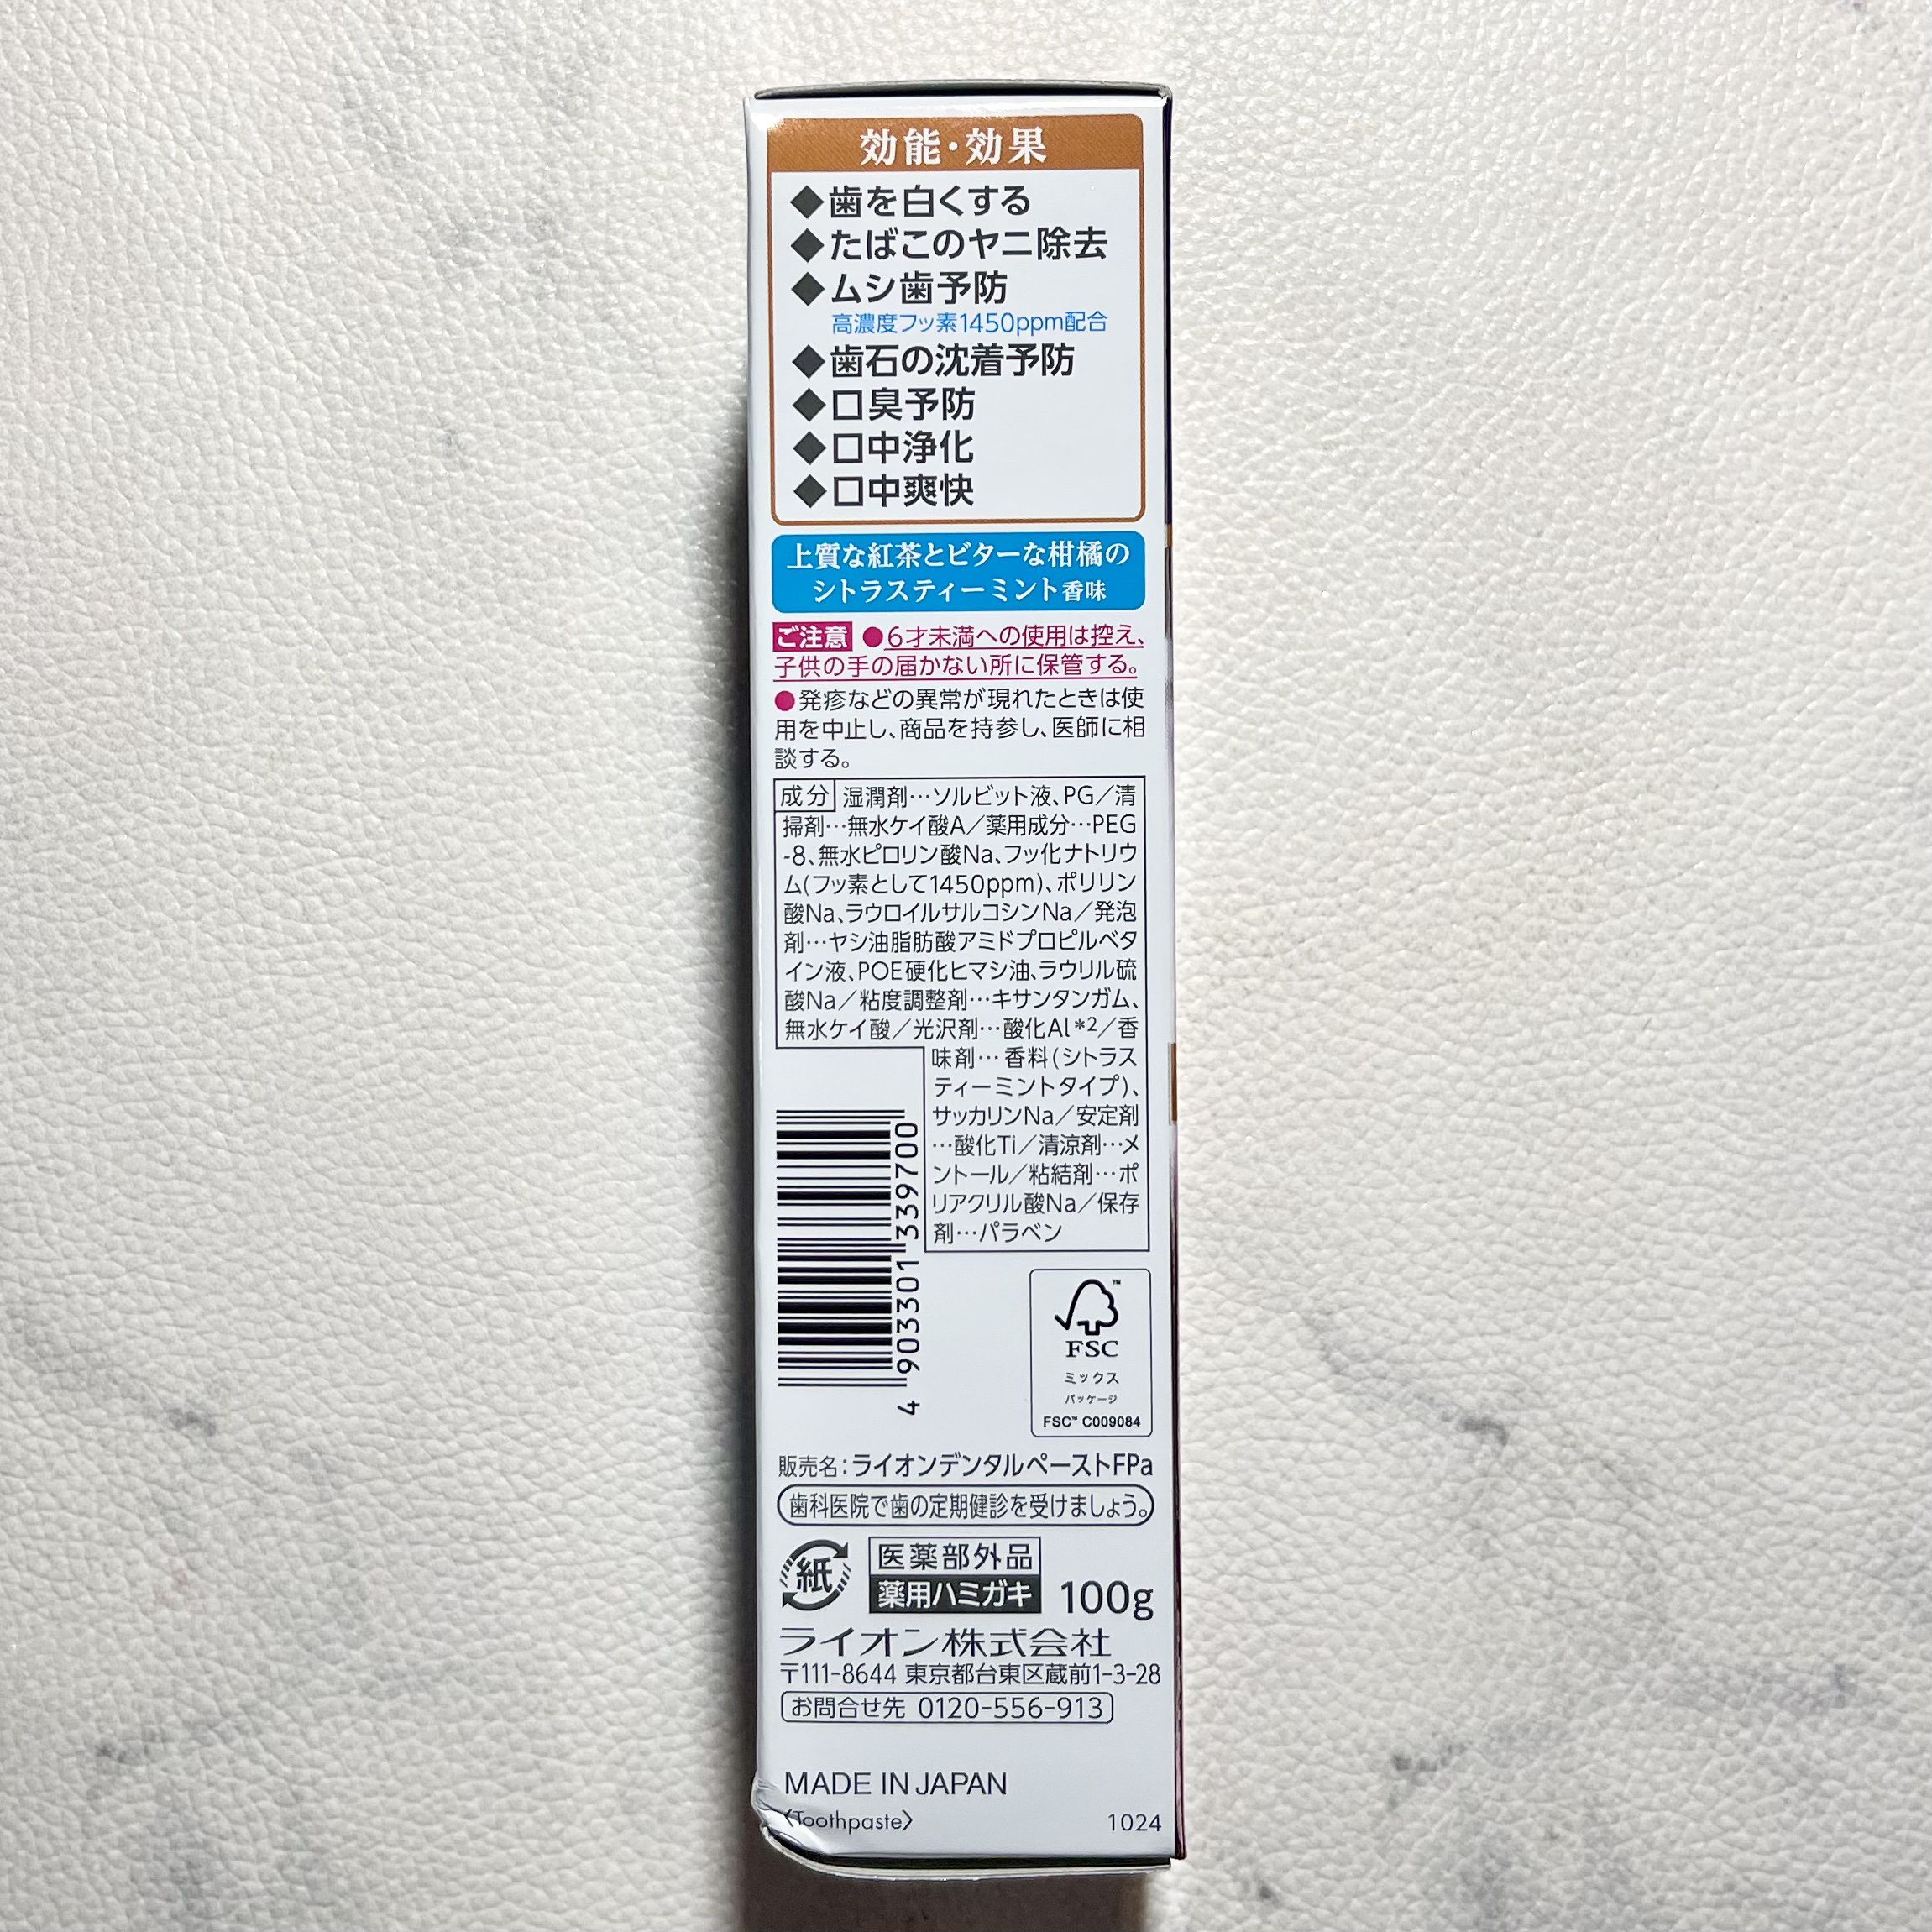 効能・効果
◆歯を白くする
◆たばこのヤニ除去
◆ムシ歯予防
高濃度フッ素1450ppm配合
◆歯石の沈着予防
◆口臭予防
◆口中浄化
◆口中爽快
上質な紅茶とビターな柑橘の
シトラスティーミント香味
ご注意 ●6才未満への使用は控え、
子供の手の届かない所に保管する。
●発疹などの異常が現れたときは使
用を中止し、商品を持参し、医師に相
談する。
成分 湿潤剤…ソルビット液、PG／清
掃剤…無水ケイ酸A／薬用成分…PEG
-8、無水ピロリン酸Na、フッ化ナトリウ
ム(フッ素として1450ppm)、ポリリン
酸Na、ラウロイルサルコシンNa／発泡
剤…ヤシ油脂肪酸アミドプロピルベタ
イン液、POE硬化ヒマシ油、ラウリル硫
酸Na／粘度調整剤…キサンタンガム、
無水ケイ酸／光沢剤…酸化Al*2／香
味剤…香料(シトラス
ティーミントタイプ)、
サッカリンNa／安定剤
…酸化Ti／清涼剤…メ
ントール／粘結剤…ポ
リアクリル酸Na／保存
剤…パラベン
4 903301 339700
FSC™
ミックス
パッケージ
FSC™ C009084
販売名：ライオンデンタルペーストFPa
歯科医院で歯の定期健診を受けましょう。
紙
医薬部外品
薬用ハミガキ 100g
ライオン株式会社
〒111-8644 東京都台東区蔵前1-3-28
お問合せ先 0120-556-913
MADE IN JAPAN
〈Toothpaste〉 1024